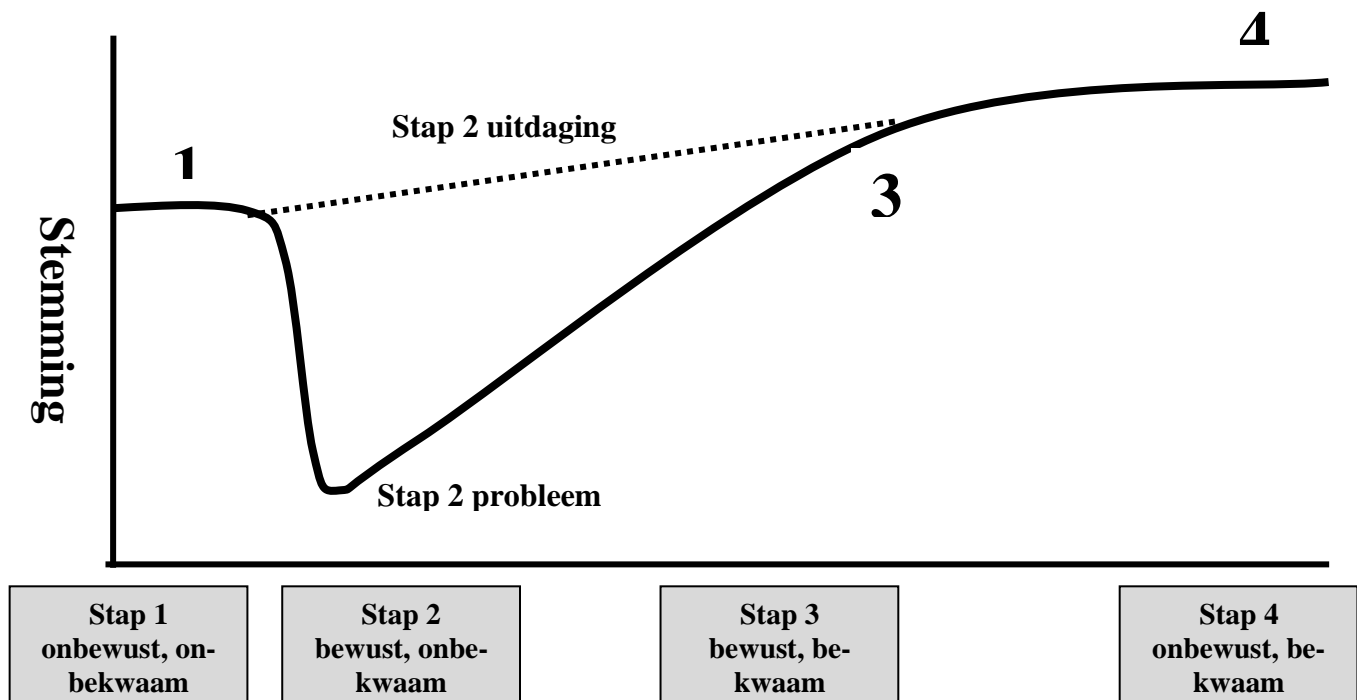 4
Stap 2 uitdaging
1
3
Stemming
Stap 2 probleem
Stap 1
onbewust, on-
bekwaam
Stap 2
bewust, onbe-
kwaam
Stap 3
bewust, be-
kwaam
Stap 4
onbewust, be-
kwaam